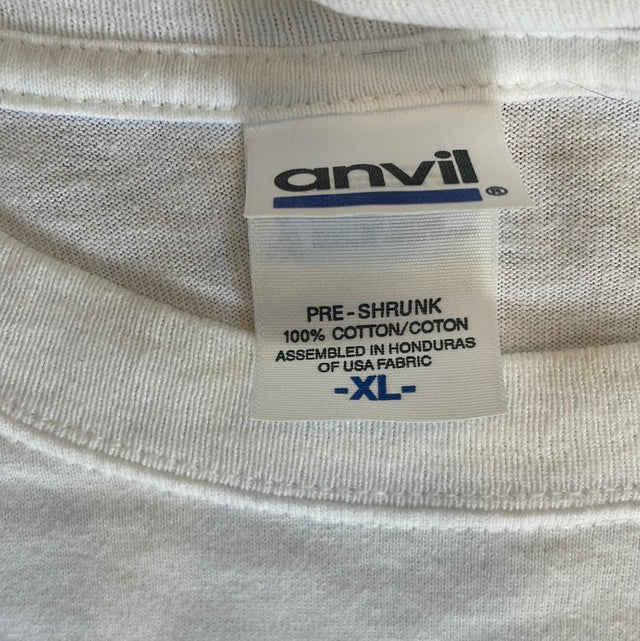 anvil®
PRE-SHRUNK
100% COTTON/COTON
ASSEMBLED IN HONDURAS
OF USA FABRIC
-XL-